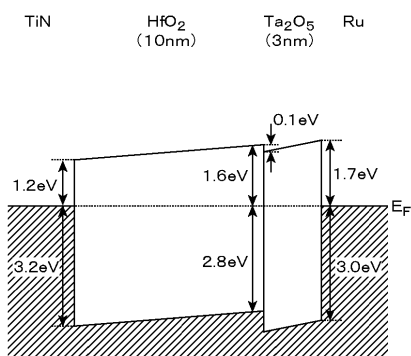 TiN HfO2 Ta2O5 Ru
(10nm) (3nm)
0.1eV
1.2eV 1.6eV 1.7eV
EF
3.2eV 2.8eV 3.0eV